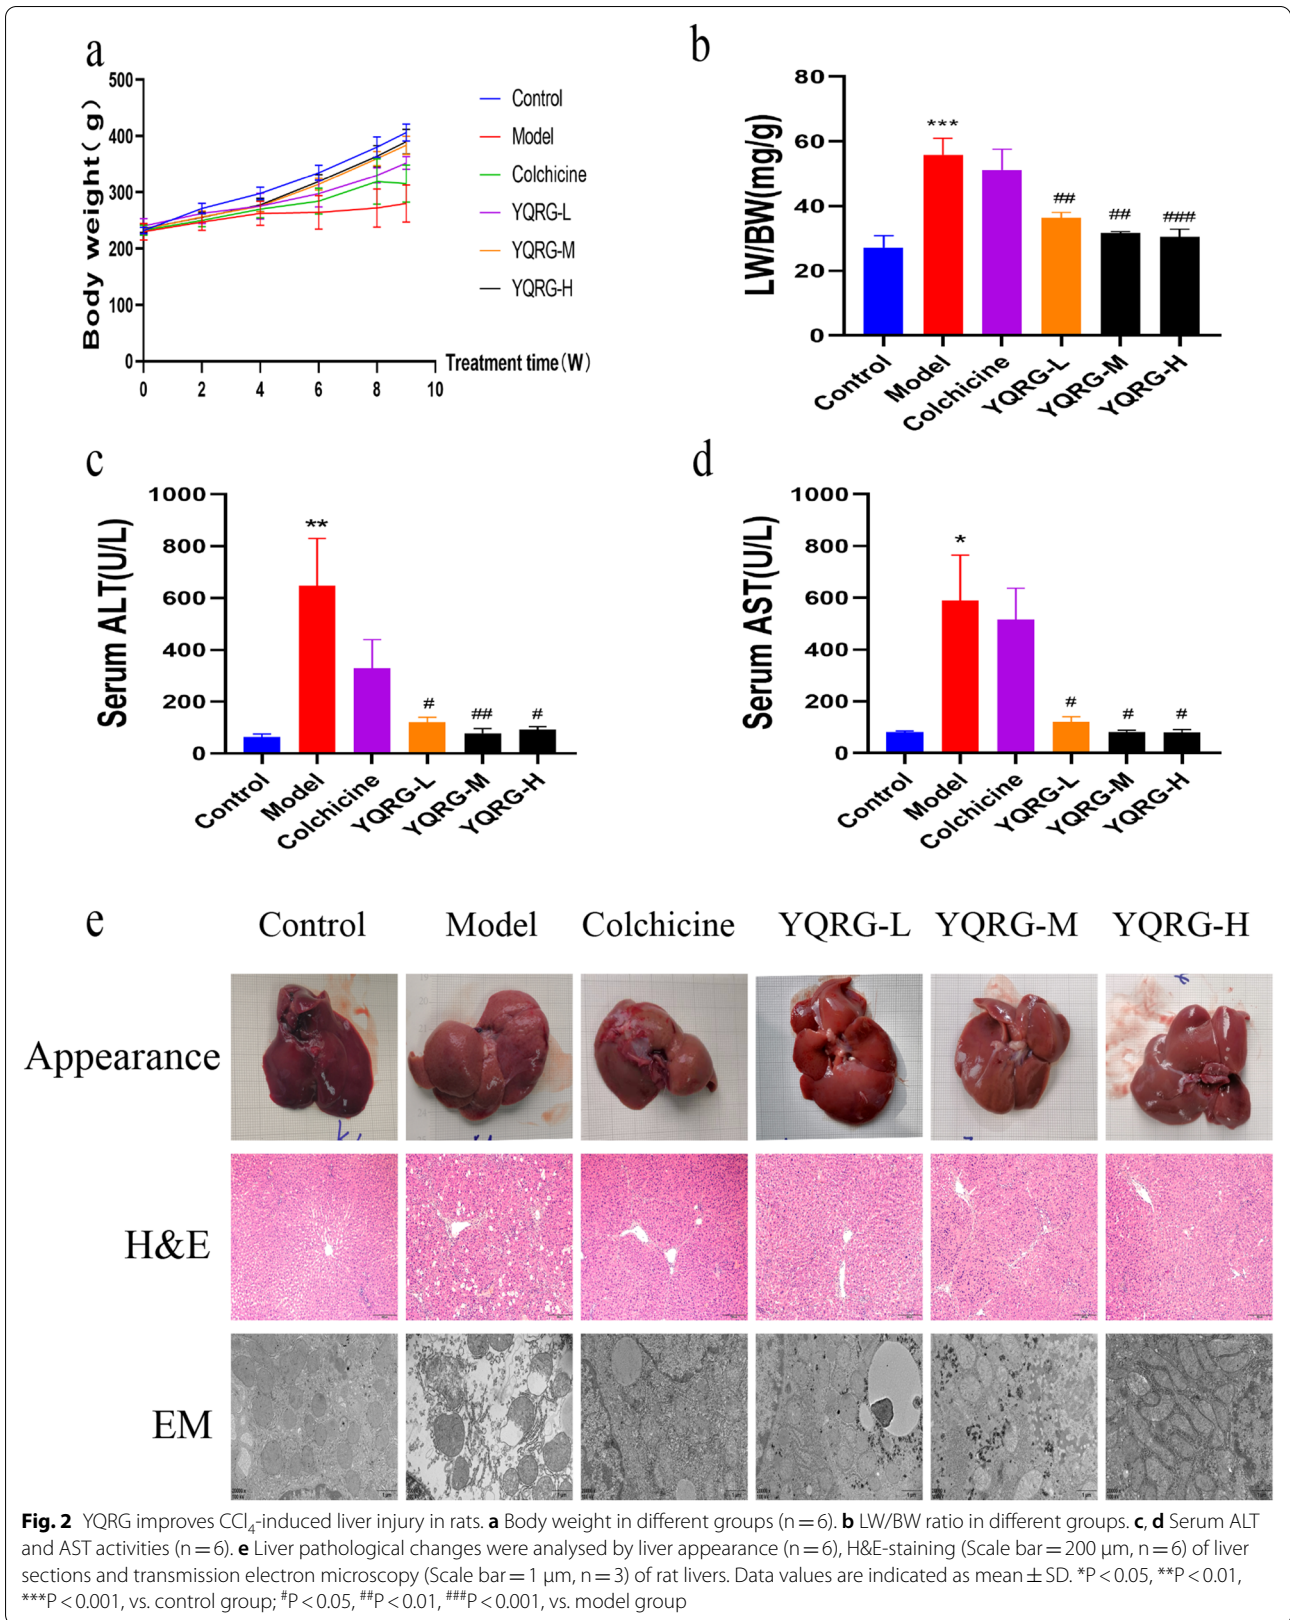 a
500
400
300
200
100
0
Body weight( g)
0 2 4 6 8 10
Treatment time(W)
Control
Model
Colchicine
YQRG-L
YQRG-M
YQRG-H
b
80
60
40
20
0
LW/BW(mg/g)
***
##
##
###
Control
Model
Colchicine
YQRG-L
YQRG-M
YQRG-H
c
1000
800
600
400
200
0
Serum ALT(U/L)
**
#
##
#
Control
Model
Colchicine
YQRG-L
YQRG-M
YQRG-H
d
1000
800
600
400
200
0
Serum AST(U/L)
*
#
#
#
Control
Model
Colchicine
YQRG-L
YQRG-M
YQRG-H
e
Control Model Colchicine YQRG-L YQRG-M YQRG-H
Appearance
H&E
EM
Fig. 2 YQRG improves CCl4-induced liver injury in rats. a Body weight in different groups (n = 6). b LW/BW ratio in different groups. c, d Serum ALT
and AST activities (n = 6). e Liver pathological changes were analysed by liver appearance (n = 6), H&E-staining (Scale bar = 200 μm, n = 6) of liver
sections and transmission electron microscopy (Scale bar = 1 μm, n = 3) of rat livers. Data values are indicated as mean ± SD. *P < 0.05, **P < 0.01,
***P < 0.001, vs. control group; #P < 0.05, ##P < 0.01, ###P < 0.001, vs. model group